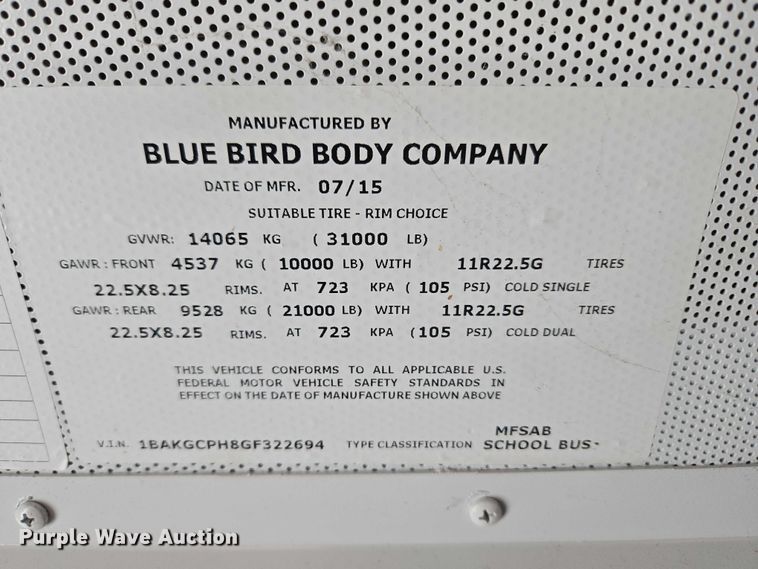 MANUFACTURED BY
BLUE BIRD BODY COMPANY
DATE OF MFR. 07/15
SUITABLE TIRE - RIM CHOICE
GVWR: 14065 KG ( 31000 LB)
GAWR : FRONT 4537 KG ( 10000 LB) WITH 11R22.5G TIRES
22.5X8.25 RIMS. AT 723 KPA ( 105 PSI) COLD SINGLE
GAWR : REAR 9528 KG ( 21000 LB) WITH 11R22.5G TIRES
22.5X8.25 RIMS. AT 723 KPA ( 105 PSI) COLD DUAL
THIS VEHICLE CONFORMS TO ALL APPLICABLE U.S.
FEDERAL MOTOR VEHICLE SAFETY STANDARDS IN
EFFECT ON THE DATE OF MANUFACTURE SHOWN ABOVE
V.I.N. 1BAKGCPH8GF322694 TYPE CLASSIFICATION MFSAB
SCHOOL BUS
Purple Wave Auction